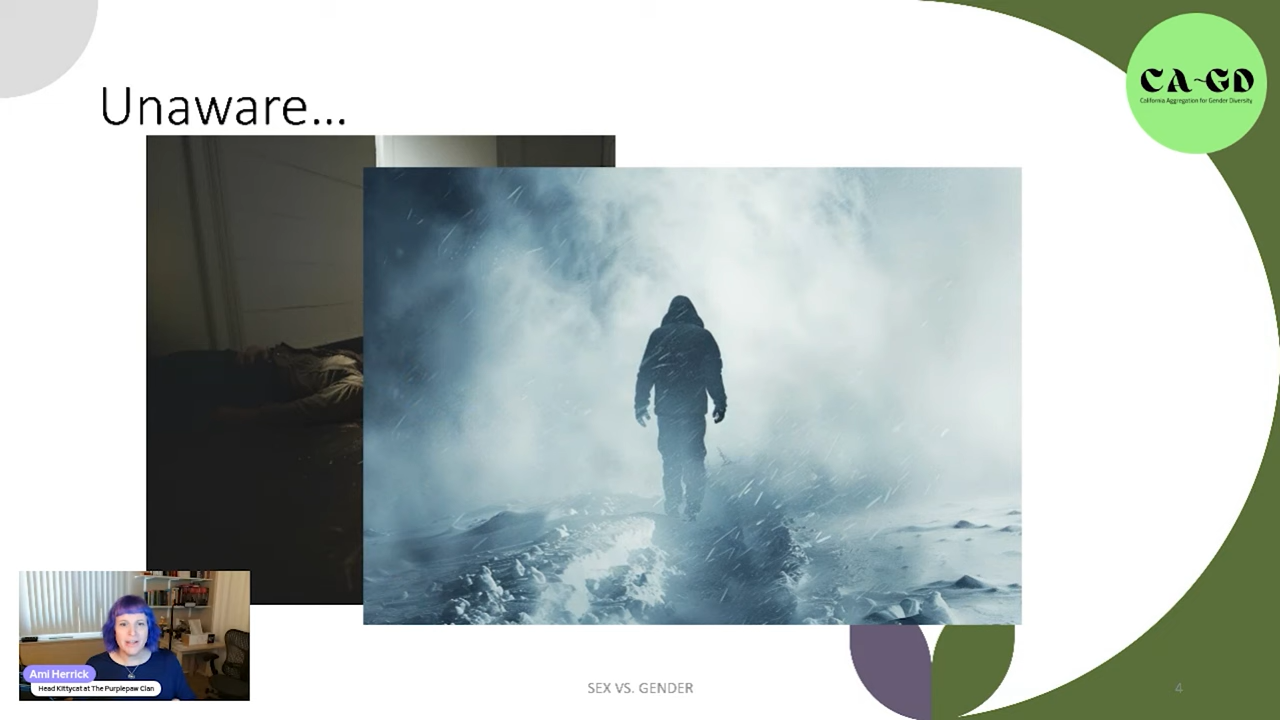 Unaware...
CA~GD
California Aggregation for Gender Diversity
Ami Herrick
Head Kittycat at The Purplepaw Clan
SEX VS. GENDER
4